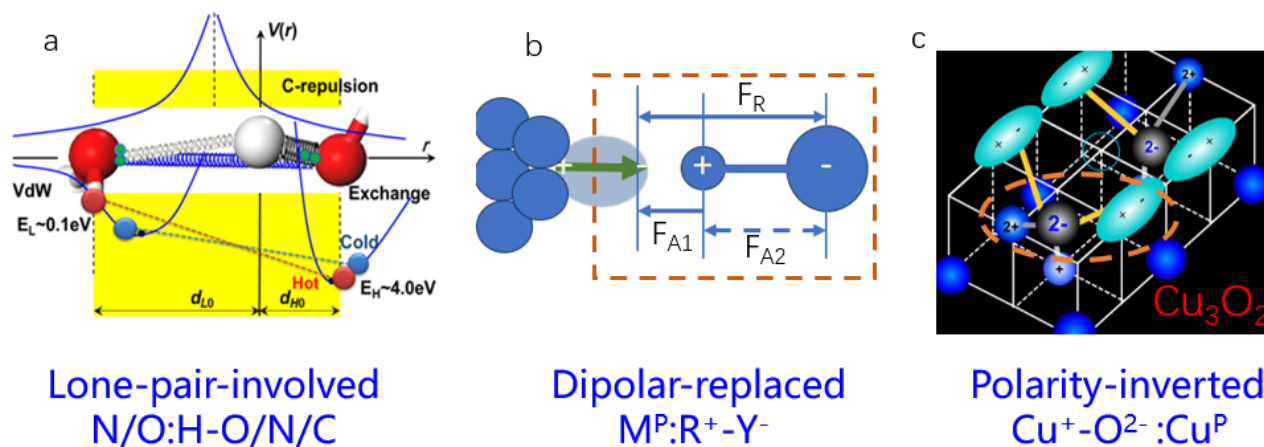 a
V(r)
C-repulsion
r
VdW
Exchange
E_L~0.1eV
Cold
Hot
E_H~4.0eV
d_L0
d_H0
Lone-pair-involved
N/O:H-O/N/C
b
F_R
+
-
+
-
F_A1
F_A2
Dipolar-replaced
M^P:R⁺-Y⁻
c
2+
2-
2+
2-
+
Cu₃O₂
Polarity-inverted
Cu⁺-O²⁻:Cu^P